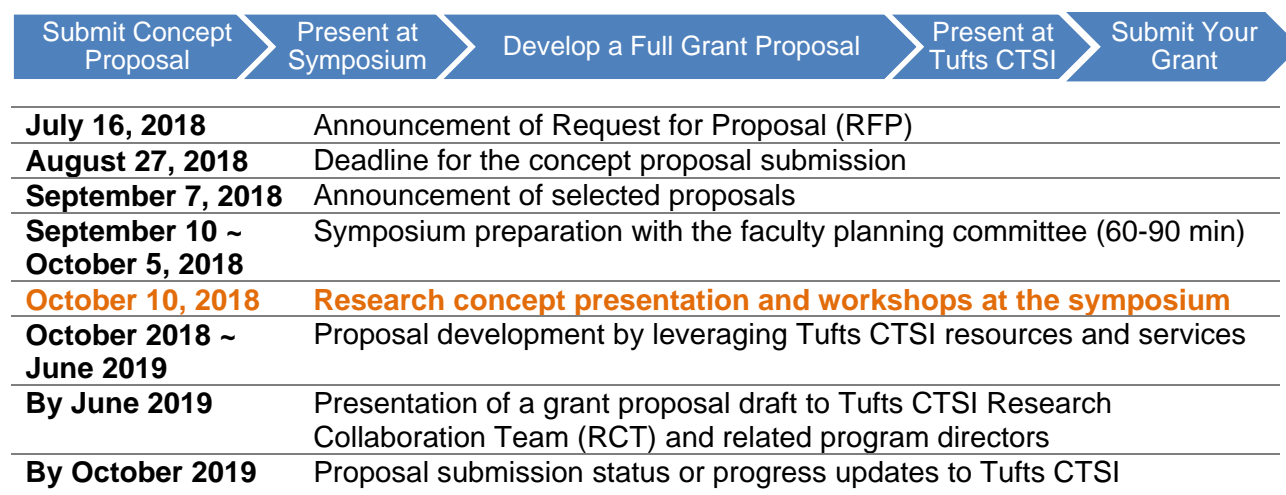 Submit Concept Proposal
Present at Symposium
Develop a Full Grant Proposal
Present at Tufts CTSI
Submit Your Grant
July 16, 2018 Announcement of Request for Proposal (RFP)
August 27, 2018 Deadline for the concept proposal submission
September 7, 2018 Announcement of selected proposals
September 10 ~ Symposium preparation with the faculty planning committee (60-90 min)
October 5, 2018
October 10, 2018 Research concept presentation and workshops at the symposium
October 2018 ~ Proposal development by leveraging Tufts CTSI resources and services
June 2019
By June 2019 Presentation of a grant proposal draft to Tufts CTSI Research
Collaboration Team (RCT) and related program directors
By October 2019 Proposal submission status or progress updates to Tufts CTSI